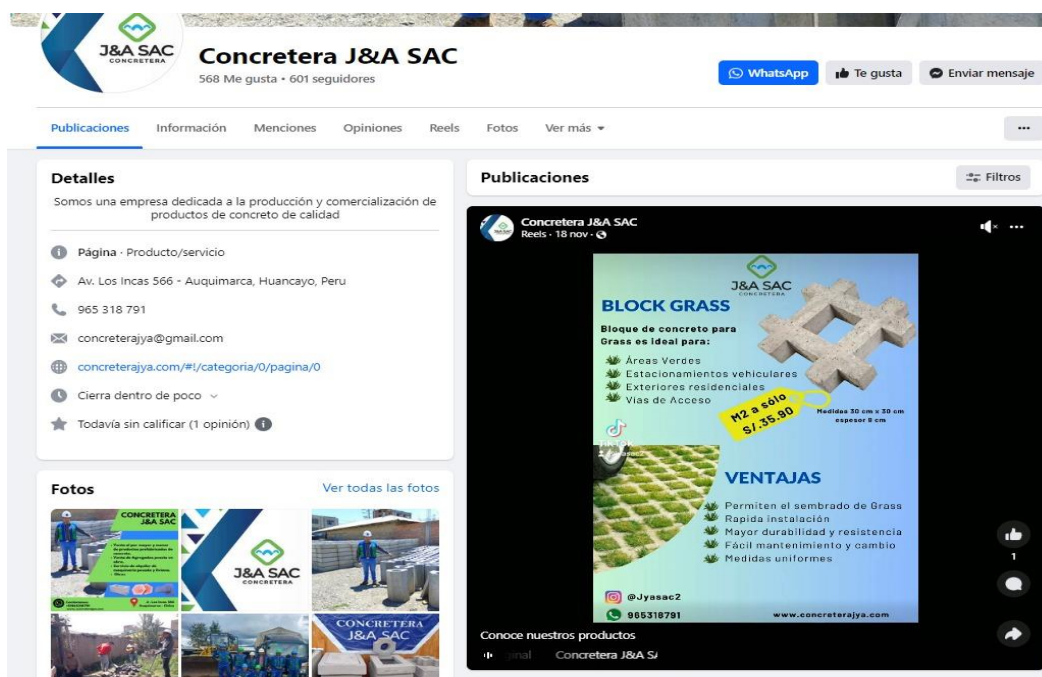 J&A SAC
CONCRETERA
Concretera J&A SAC
568 Me gusta • 601 seguidores
WhatsApp
Te gusta
Enviar mensaje
Publicaciones
Información
Menciones
Opiniones
Reels
Fotos
Ver más
Detalles
Somos una empresa dedicada a la producción y comercialización de
productos de concreto de calidad
Página · Producto/servicio
Av. Los Incas 566 - Auquimarca, Huancayo, Peru
965 318 791
concreterajya@gmail.com
concreterajya.com/#!/categoria/0/pagina/0
Cierra dentro de poco
Todavía sin calificar (1 opinión)
Fotos
Ver todas las fotos
CONCRETERA
J&A SAC
J&A SAC
CONCRETERA
CONCRETERA
J&A SAC
Publicaciones
Filtros
Concretera J&A SAC
Reels · 18 nov ·
J&A SAC
CONCRETERA
BLOCK GRASS
Bloque de concreto para
Grass es ideal para:
Áreas Verdes
Estacionamientos vehiculares
Exteriores residenciales
Vías de Acceso
M2 a sólo
S/.35.90
Medidas 30 cm x 30 cm
espesor 8 cm
TikTok
VENTAJAS
Permiten el sembrado de Grass
Rapida instalación
Mayor durabilidad y resistencia
Fácil mantenimiento y cambio
Medidas uniformes
@Jyasac2
965318791
www.concreterajya.com
1
Conoce nuestros productos
Concretera J&A